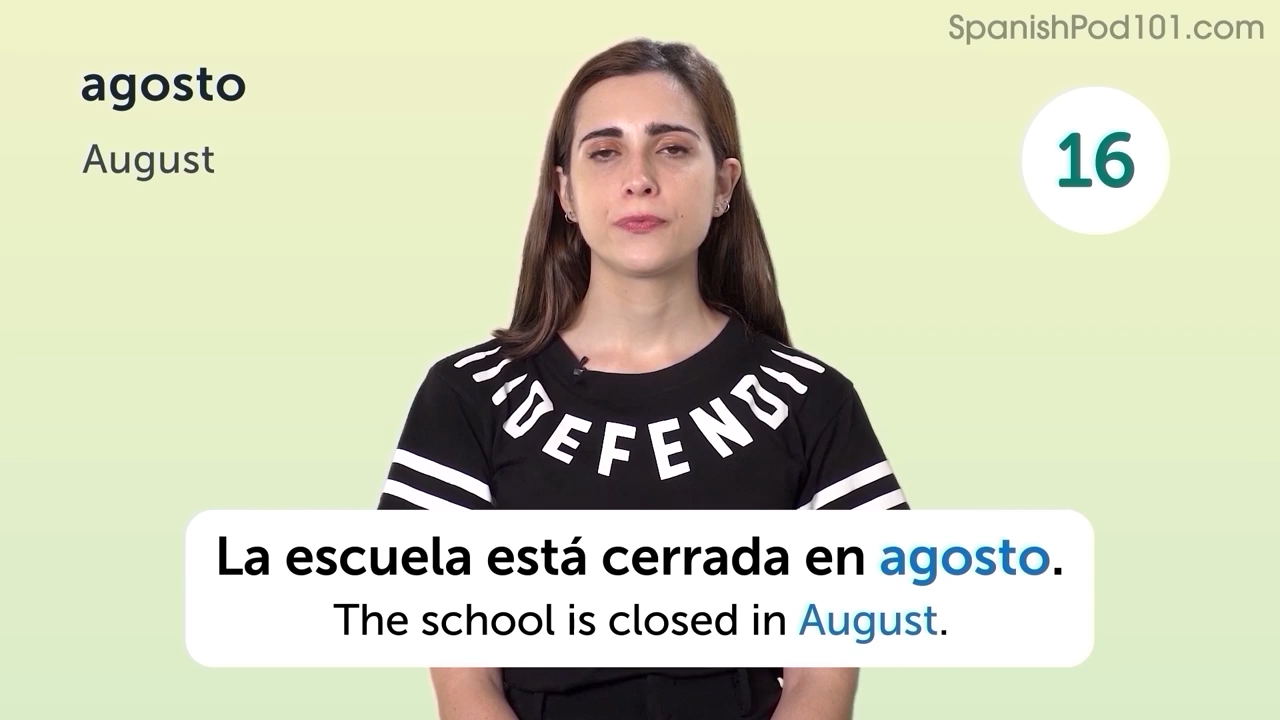 SpanishPod101.com
agosto
August
16
DEFEND
La escuela está cerrada en agosto.
The school is closed in August.